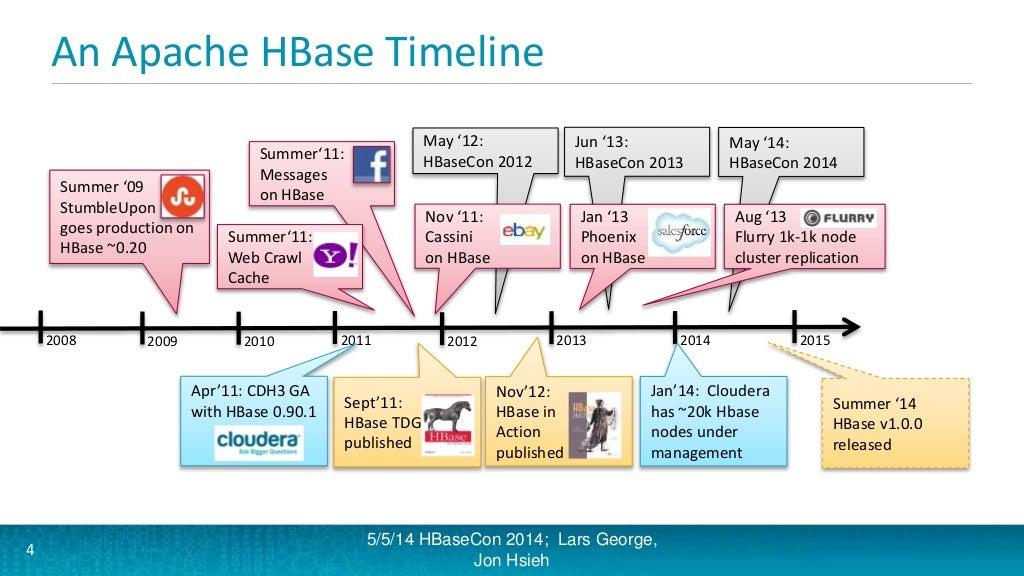 An Apache HBase Timeline
Summer ‘09
StumbleUpon
goes production on
HBase ~0.20
Summer‘11:
Messages
on HBase
Summer‘11:
Web Crawl
Cache
Y!
May ‘12:
HBaseCon 2012
Nov ‘11:
Cassini
on HBase
ebay
Jun ‘13:
HBaseCon 2013
Jan ‘13
Phoenix
on HBase
salesforce
May ‘14:
HBaseCon 2014
Aug ‘13
FLURRY
Flurry 1k-1k node
cluster replication
2008
2009
2010
2011
2012
2013
2014
2015
Apr’11: CDH3 GA
with HBase 0.90.1
cloudera
Ask Bigger Questions
Sept’11:
HBase TDG
published
HBase
Nov’12:
HBase in
Action
published
HBase
Jan’14: Cloudera
has ~20k Hbase
nodes under
management
Summer ‘14
HBase v1.0.0
released
4
5/5/14 HBaseCon 2014; Lars George,
Jon Hsieh